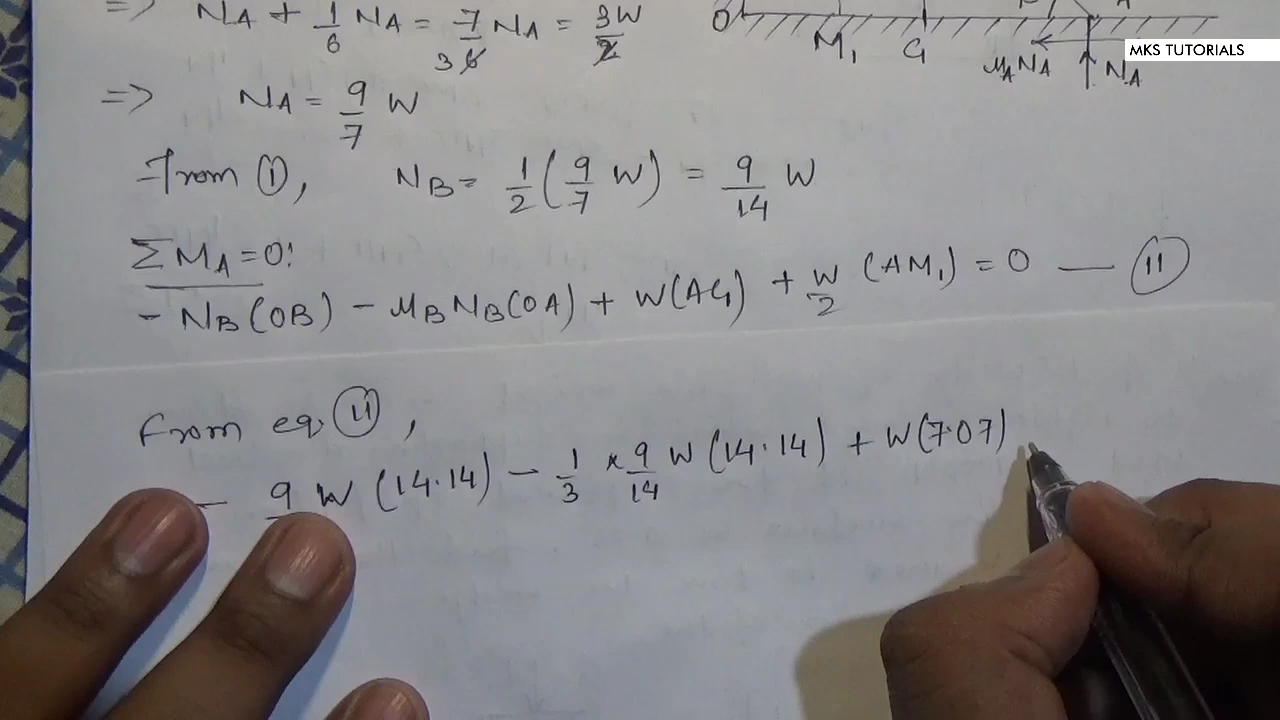 => NA + 1/6 NA = 7/6 NA = 3W/2
3
O M1 G
μA NA NA
MKS TUTORIALS
=> NA = 9/7 W
From (1), NB = 1/2 (9/7 W) = 9/14 W
ΣMA = 0:
- NB(OB) - μB NB(OA) + W(AG) + W/2 (AM1) = 0 — (11)
From eq (11),
- 9 W (14.14) - 1/3 × 9/14 W (14.14) + W(7.07)